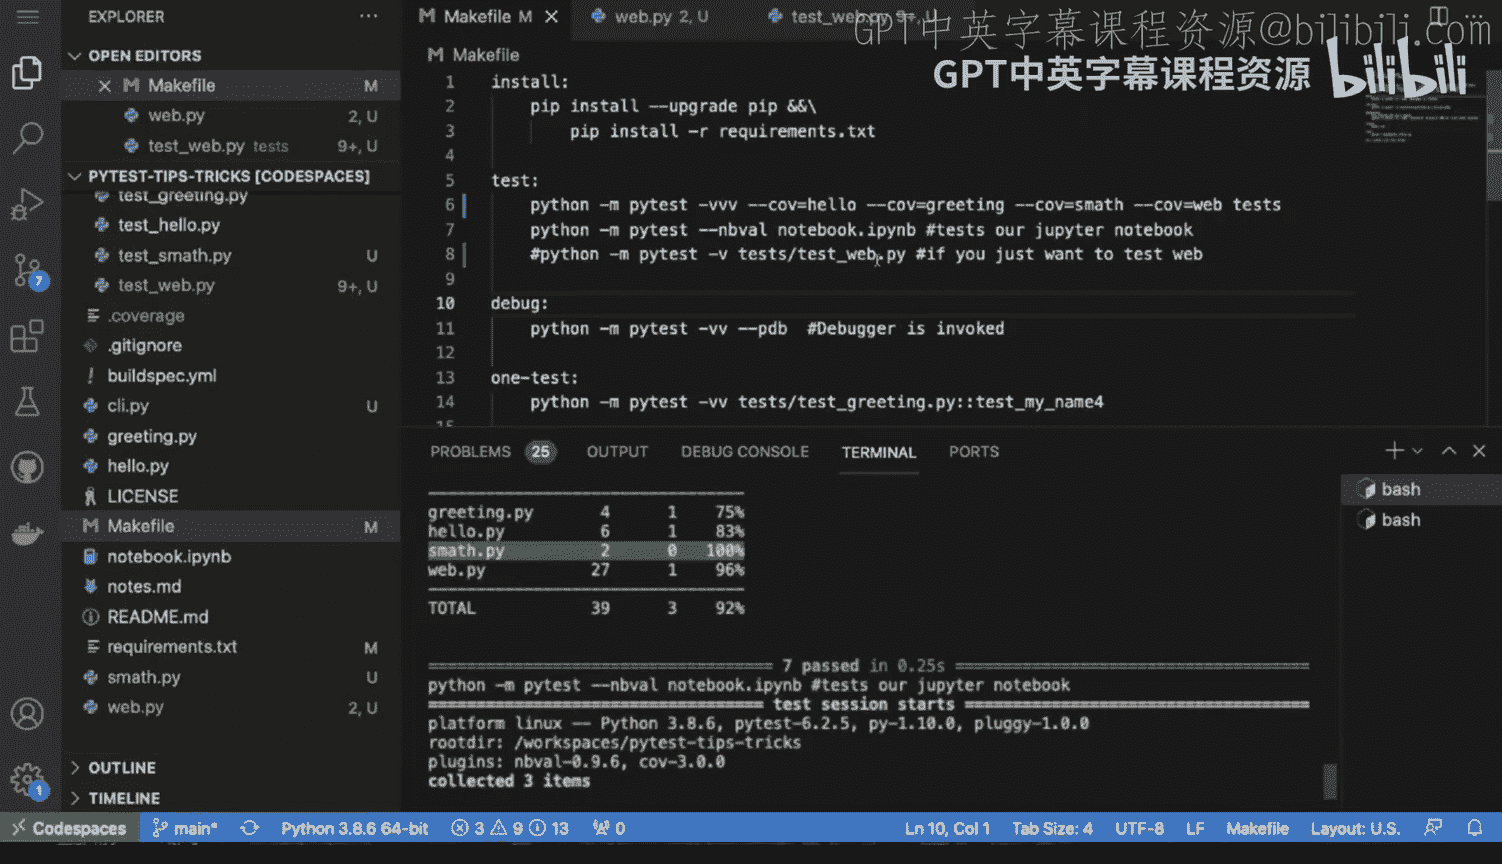 EXPLORER
OPEN EDITORS
Makefile M
web.py 2, U
test_web.py tests 9+, U
PYTEST-TIPS-TRICKS [CODESPACES]
test_greeting.py
test_hello.py
test_smath.py U
test_web.py 9+, U
.coverage
.gitignore
buildspec.yml
cli.py U
greeting.py
hello.py
LICENSE
Makefile M
notebook.ipynb
notes.md
README.md
requirements.txt M
smath.py U
web.py 2, U
OUTLINE
TIMELINE
Makefile M web.py 2, U test_web.py 9+, U
GPT中英字幕课程资源@bilibili.com
GPT中英字幕课程资源 bilibili
Makefile
1 install:
2 pip install --upgrade pip &&\
3 pip install -r requirements.txt
4
5 test:
6 python -m pytest -vvv --cov=hello --cov=greeting --cov=smath --cov=web tests
7 python -m pytest --nbval notebook.ipynb #tests our jupyter notebook
8 #python -m pytest -v tests/test_web.py #if you just want to test web
9
10 debug:
11 python -m pytest -vv --pdb #Debugger is invoked
12
13 one-test:
14 python -m pytest -vv tests/test_greeting.py::test_my_name4
15
PROBLEMS 25 OUTPUT DEBUG CONSOLE TERMINAL PORTS
bash
bash
greeting.py 4 1 75%
hello.py 6 1 83%
smath.py 2 0 100%
web.py 27 1 96%
TOTAL 39 3 92%
7 passed in 0.25s
python -m pytest --nbval notebook.ipynb #tests our jupyter notebook
test session starts
platform linux -- Python 3.8.6, pytest-6.2.5, py-1.10.0, pluggy-1.0.0
rootdir: /workspaces/pytest-tips-tricks
plugins: nbval-0.9.6, cov-3.0.0
collected 3 items
7
1
Codespaces main* Python 3.8.6 64-bit 3 9 13 0 Ln 10, Col 1 Tab Size: 4 UTF-8 LF Makefile Layout: U.S.